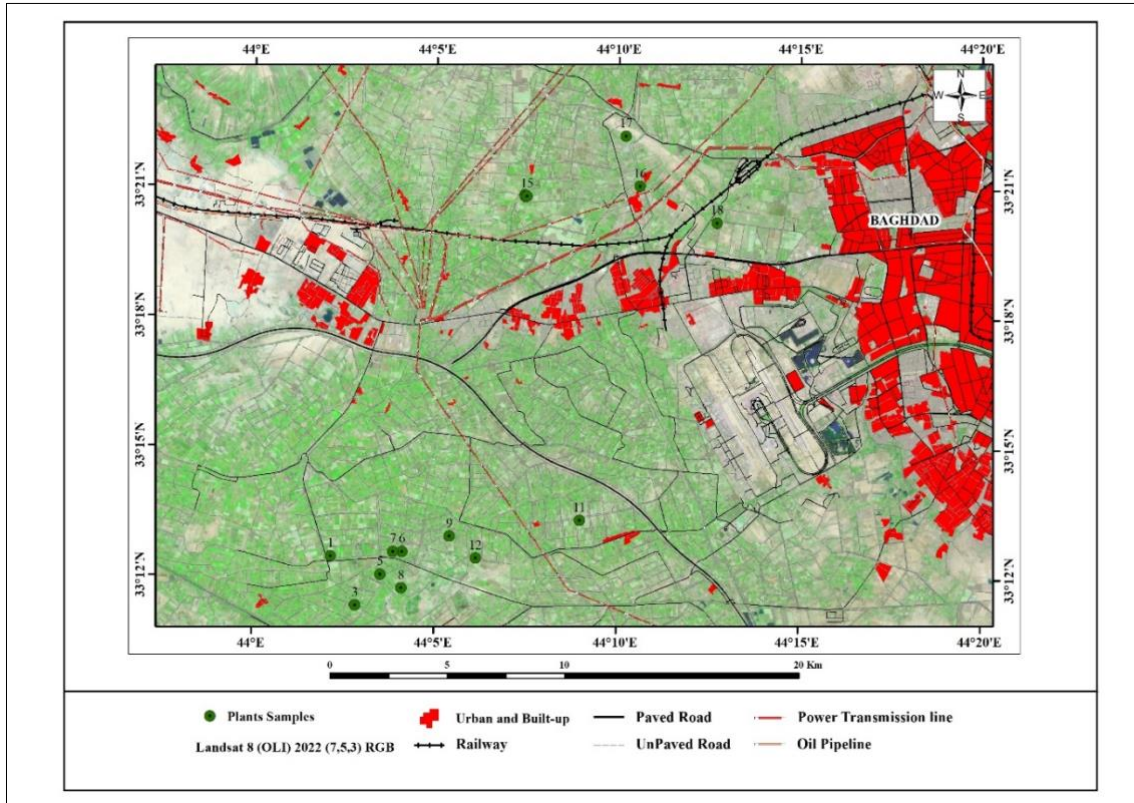 44°E 44°5'E 44°10'E 44°15'E 44°20'E
N
W E
S
17
33°21'N 15 16 33°21'N
18
BAGHDAD
33°18'N 33°18'N
33°15'N 33°15'N
11
9
1 7 6 12
33°12'N 5 33°12'N
8
3
44°E 44°5'E 44°10'E 44°15'E 44°20'E
0 5 10 20 Km
Plants Samples Urban and Built-up Paved Road Power Transmission line
Landsat 8 (OLI) 2022 (7,5,3) RGB Railway UnPaved Road Oil Pipeline